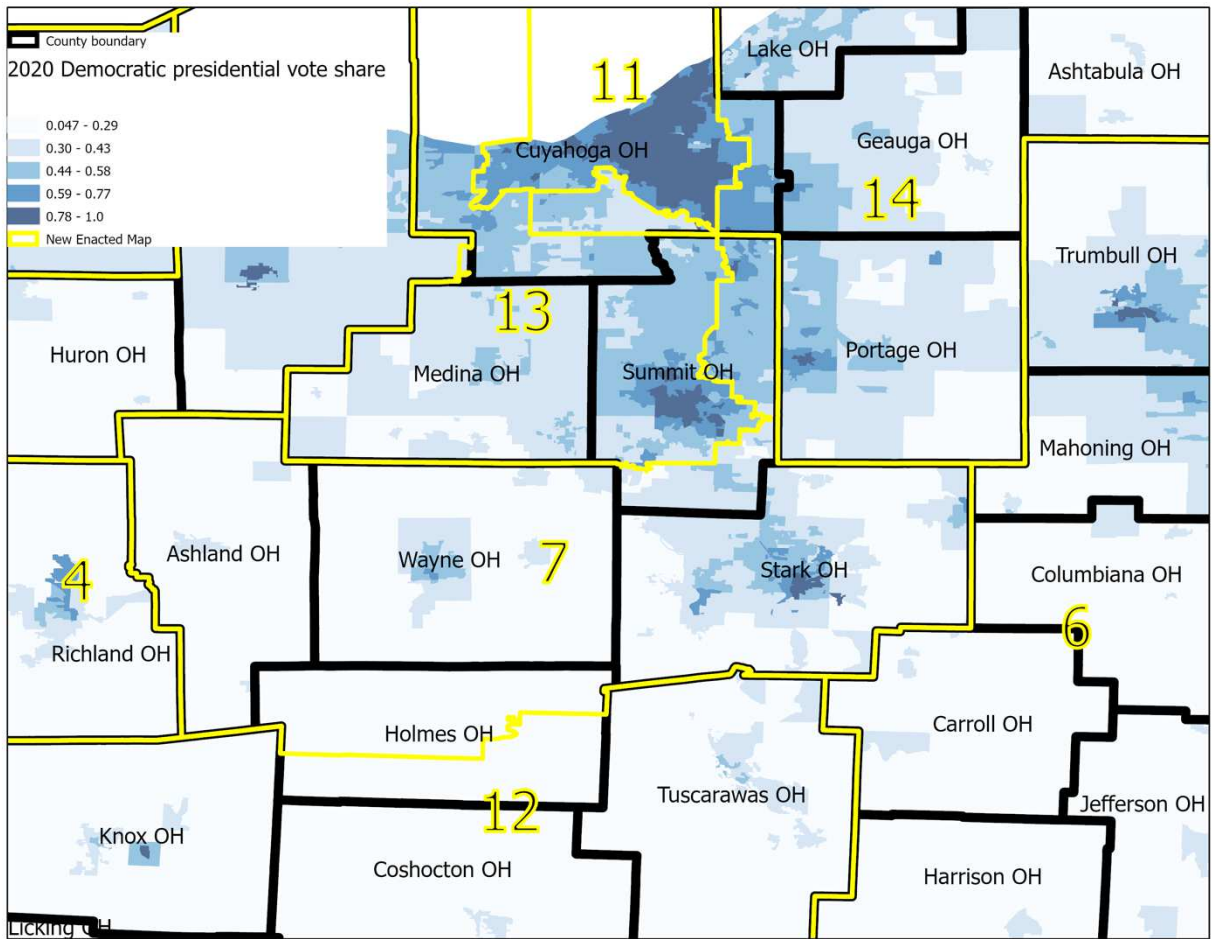 County boundary
2020 Democratic presidential vote share
0.047 - 0.29
0.30 - 0.43
0.44 - 0.58
0.59 - 0.77
0.78 - 1.0
New Enacted Map
Lake OH
11
Ashtabula OH
Cuyahoga OH
Geauga OH
14
Trumbull OH
13
Huron OH
Medina OH
Summit OH
Portage OH
Mahoning OH
Ashland OH
Wayne OH
7
Stark OH
Columbiana OH
4
6
Richland OH
Holmes OH
Carroll OH
Tuscarawas OH
Jefferson OH
12
Knox OH
Coshocton OH
Harrison OH
Licking OH